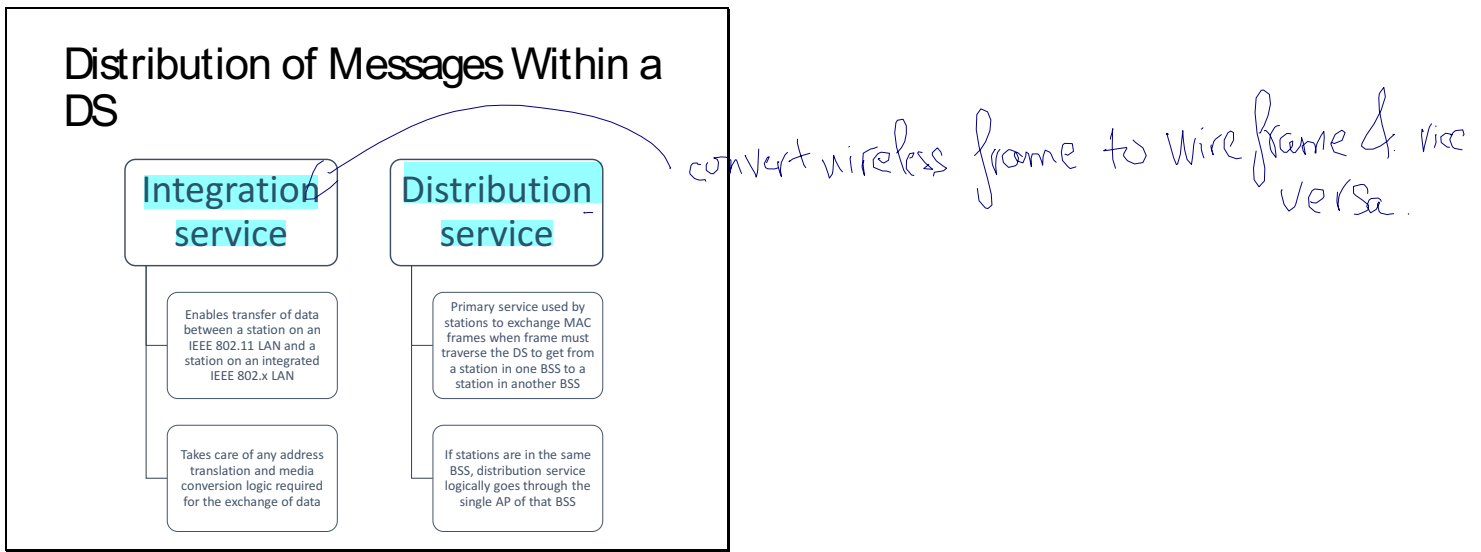 Distribution of Messages Within a
DS
Integration
service
Enables transfer of data
between a station on an
IEEE 802.11 LAN and a
station on an integrated
IEEE 802.x LAN
Takes care of any address
translation and media
conversion logic required
for the exchange of data
Distribution
service
Primary service used by
stations to exchange MAC
frames when frame must
traverse the DS to get from
a station in one BSS to a
station in another BSS
If stations are in the same
BSS, distribution service
logically goes through the
single AP of that BSS
convert wireless frame to wire frame & vice
versa.